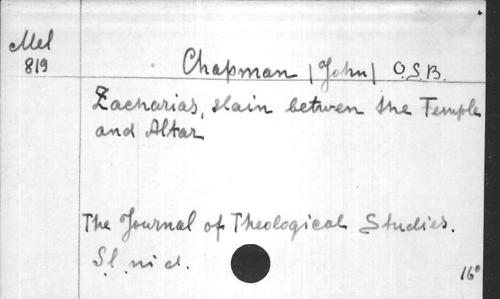 Mel
819
Chapman (John) O.S.B.
Zacharias, slain between the Temple
and Altar
The Journal of Theological Studies.
S.l. ni d.
16°